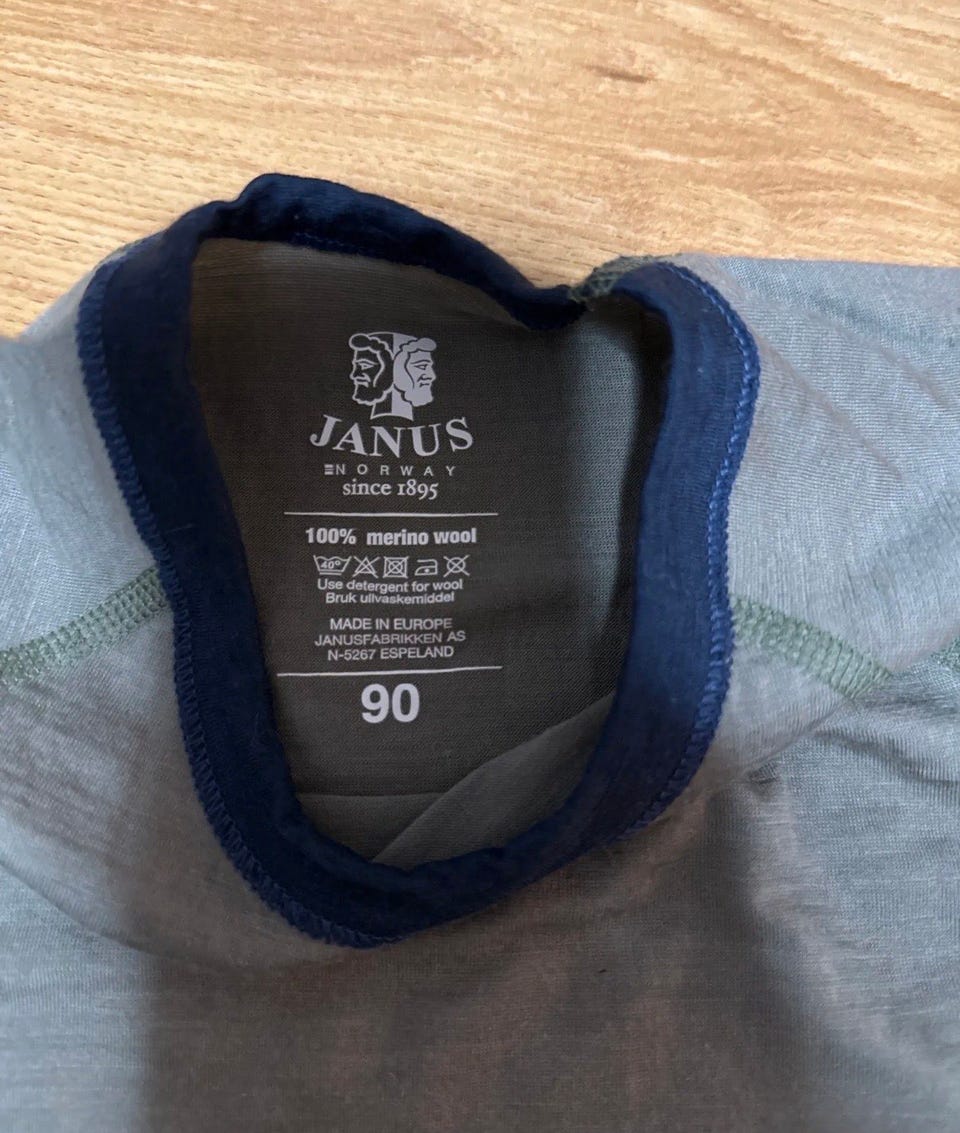 JANUS
NORWAY
since 1895
100% merino wool
40°
Use detergent for wool
Bruk ullvaskemiddel
MADE IN EUROPE
JANUSFABRIKKEN AS
N-5267 ESPELAND
90